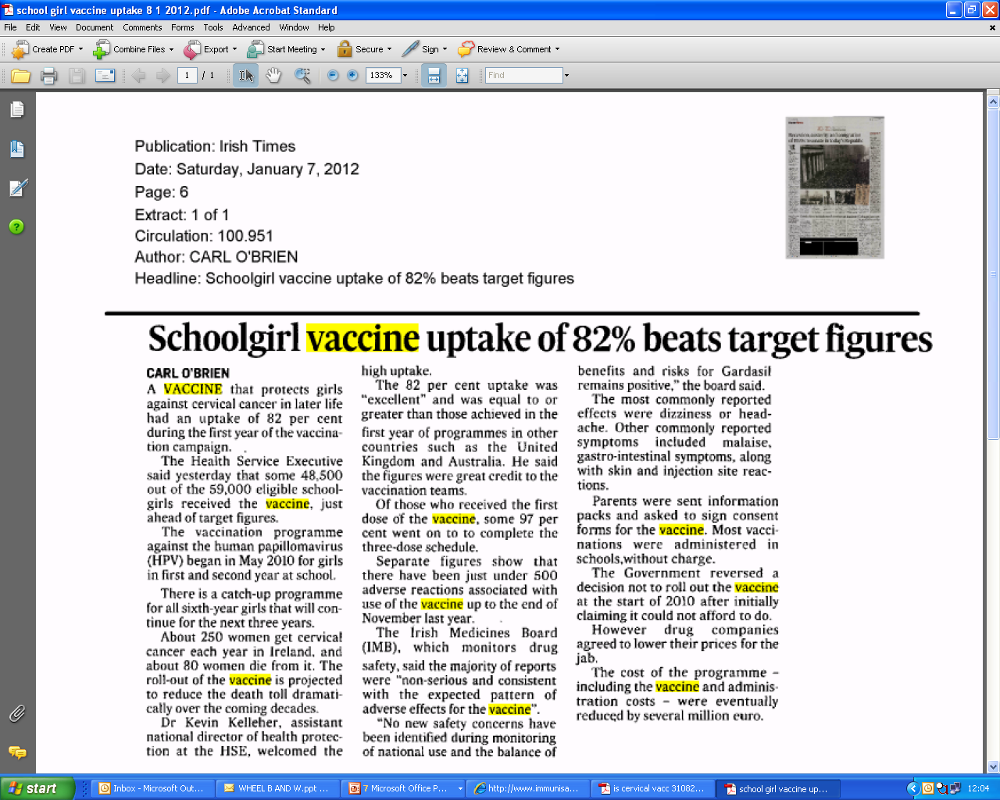 school girl vaccine uptake 8 1 2012.pdf - Adobe Acrobat Standard
File Edit View Document Comments Forms Tools Advanced Window Help
Create PDF Combine Files Export Start Meeting Secure Sign Review & Comment
1 / 1 133% Find
Publication: Irish Times
Date: Saturday, January 7, 2012
Page: 6
Extract: 1 of 1
Circulation: 100.951
Author: CARL O'BRIEN
Headline: Schoolgirl vaccine uptake of 82% beats target figures
Schoolgirl vaccine uptake of 82% beats target figures
CARL O'BRIEN
A VACCINE that protects girls
against cervical cancer in later life
had an uptake of 82 per cent
during the first year of the vaccina-
tion campaign.
The Health Service Executive
said yesterday that some 48,500
out of the 59,000 eligible school-
girls received the vaccine, just
ahead of target figures.
The vaccination programme
against the human papillomavirus
(HPV) began in May 2010 for girls
in first and second year at school.
There is a catch-up programme
for all sixth-year girls that will con-
tinue for the next three years.
About 250 women get cervical
cancer each year in Ireland, and
about 80 women die from it. The
roll-out of the vaccine is projected
to reduce the death toll dramati-
cally over the coming decades.
Dr Kevin Kelleher, assistant
national director of health protec-
tion at the HSE, welcomed the
high uptake.
The 82 per cent uptake was
“excellent” and was equal to or
greater than those achieved in the
first year of programmes in other
countries such as the United
Kingdom and Australia. He said
the figures were great credit to the
vaccination teams.
Of those who received the first
dose of the vaccine, some 97 per
cent went on to to complete the
three-dose schedule.
Separate figures show that
there have been just under 500
adverse reactions associated with
use of the vaccine up to the end of
November last year.
The Irish Medicines Board
(IMB), which monitors drug
safety, said the majority of reports
were “non-serious and consistent
with the expected pattern of
adverse effects for the vaccine”.
“No new safety concerns have
been identified during monitoring
of national use and the balance of
benefits and risks for Gardasil
remains positive,” the board said.
The most commonly reported
effects were dizziness or head-
ache. Other commonly reported
symptoms included malaise,
gastro-intestinal symptoms, along
with skin and injection site reac-
tions.
Parents were sent information
packs and asked to sign consent
forms for the vaccine. Most vacci-
nations were administered in
schools,without charge.
The Government reversed a
decision not to roll out the vaccine
at the start of 2010 after initially
claiming it could not afford to do.
However drug companies
agreed to lower their prices for the
jab.
The cost of the programme –
including the vaccine and adminis-
tration costs – were eventually
reduced by several million euro.
start Inbox - Microsoft Out... WHEEL B AND W.ppt ... 7 Microsoft Office P... http://www.immunisa... is cervical vacc 31082... school girl vaccine up... 12:04